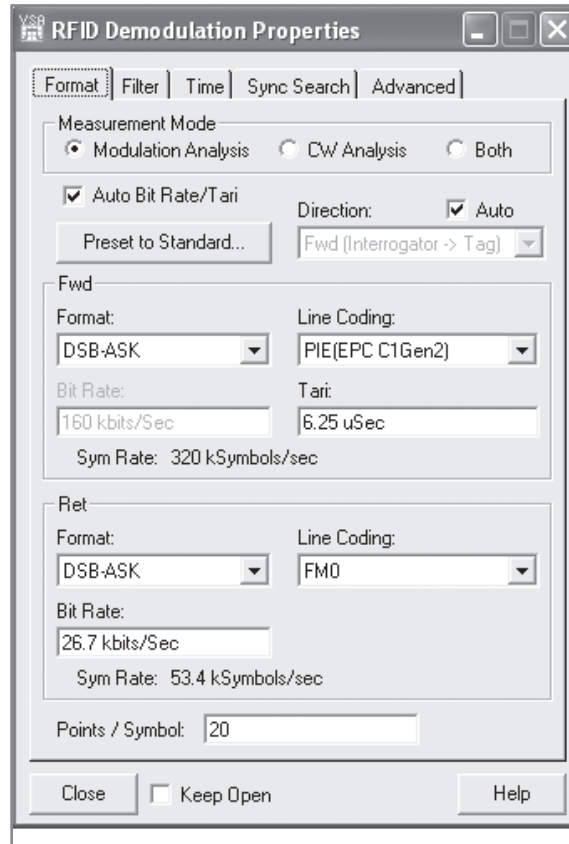 VSA RFID Demodulation Properties
Format Filter Time Sync Search Advanced
Measurement Mode
Modulation Analysis CW Analysis Both
Auto Bit Rate/Tari
Direction: Auto
Preset to Standard... Fwd (Interrogator -> Tag)
Fwd
Format: Line Coding:
DSB-ASK PIE(EPC C1Gen2)
Bit Rate: Tari:
160 kbits/Sec 6.25 uSec
Sym Rate: 320 kSymbols/sec
Ret
Format: Line Coding:
DSB-ASK FM0
Bit Rate:
26.7 kbits/Sec
Sym Rate: 53.4 kSymbols/sec
Points / Symbol: 20
Close Keep Open Help